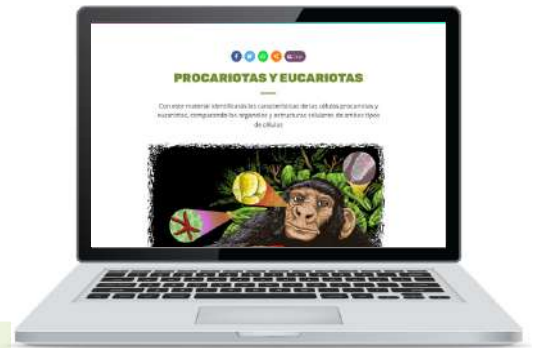 PROCARIOTAS Y EUCARIOTAS
Con este material identificarás las características de las células procariotas y
eucariotas, comparando los organelos y estructuras celulares de ambos tipos
de células